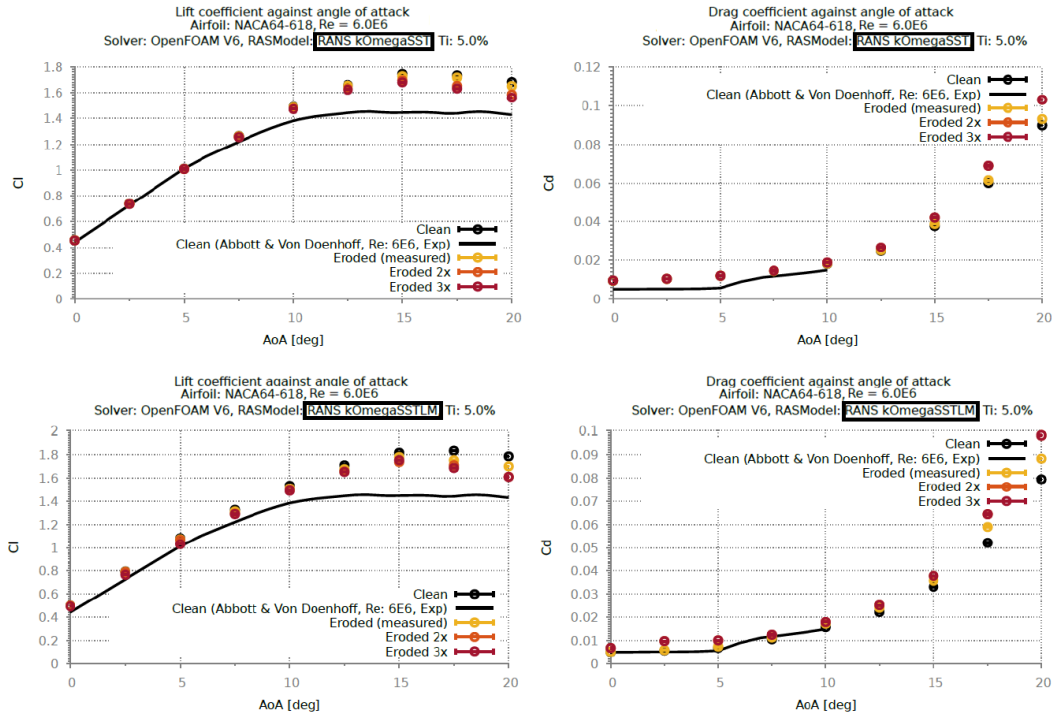 Lift coefficient against angle of attack
Airfoil: NACA64-618, Re = 6.0E6
Solver: OpenFOAM V6, RASModel: RANS kOmegaSST Ti: 5.0%
1.8
1.6
1.4
1.2
1
0.8
0.6
0.4
0.2
0
Cl
Clean
Clean (Abbott & Von Doenhoff, Re: 6E6, Exp)
Eroded (measured)
Eroded 2x
Eroded 3x
0 5 10 15 20
AoA [deg]
Drag coefficient against angle of attack
Airfoil: NACA64-618, Re = 6.0E6
Solver: OpenFOAM V6, RASModel: RANS kOmegaSST Ti: 5.0%
0.12
0.1
0.08
0.06
0.04
0.02
0
Cd
Clean
Clean (Abbott & Von Doenhoff, Re: 6E6, Exp)
Eroded (measured)
Eroded 2x
Eroded 3x
0 5 10 15 20
AoA [deg]
Lift coefficient against angle of attack
Airfoil: NACA64-618, Re = 6.0E6
Solver: OpenFOAM V6, RASModel: RANS kOmegaSSTLM Ti: 5.0%
2
1.8
1.6
1.4
1.2
1
0.8
0.6
0.4
0.2
0
Cl
Clean
Clean (Abbott & Von Doenhoff, Re: 6E6, Exp)
Eroded (measured)
Eroded 2x
Eroded 3x
0 5 10 15 20
AoA [deg]
Drag coefficient against angle of attack
Airfoil: NACA64-618, Re = 6.0E6
Solver: OpenFOAM V6, RASModel: RANS kOmegaSSTLM Ti: 5.0%
0.1
0.09
0.08
0.07
0.06
0.05
0.04
0.03
0.02
0.01
0
Cd
Clean
Clean (Abbott & Von Doenhoff, Re: 6E6, Exp)
Eroded (measured)
Eroded 2x
Eroded 3x
0 5 10 15 20
AoA [deg]